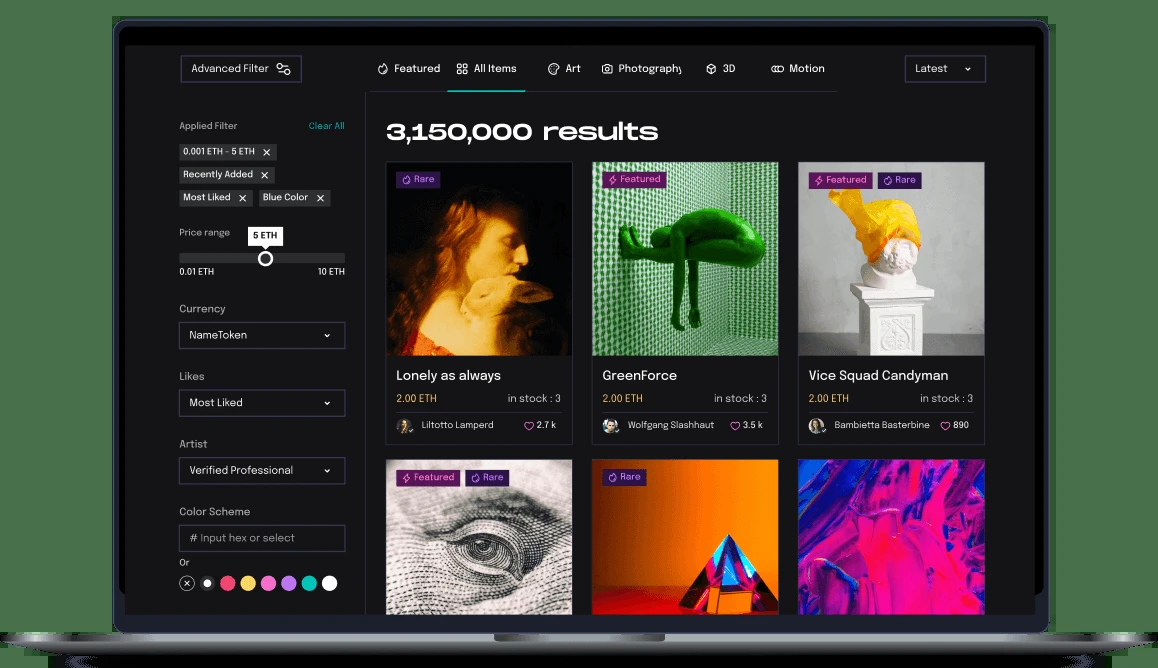 Advanced Filter
Featured
All Items
Art
Photography
3D
Motion
Latest
Applied Filter
Clear All
0.001 ETH - 5 ETH
Recently Added
Most Liked
Blue Color
Price range
5 ETH
0.01 ETH
10 ETH
Currency
NameToken
Likes
Most Liked
Artist
Verified Professional
Color Scheme
# Input hex or select
Or
3,150,000 results
Rare
Lonely as always
2.00 ETH
in stock : 3
Liltotto Lamperd
2.7 k
Featured
GreenForce
2.00 ETH
in stock : 3
Wolfgang Slashhaut
3.5 k
Featured
Rare
Vice Squad Candyman
2.00 ETH
in stock : 3
Bambietta Basterbine
890
Featured
Rare
Rare